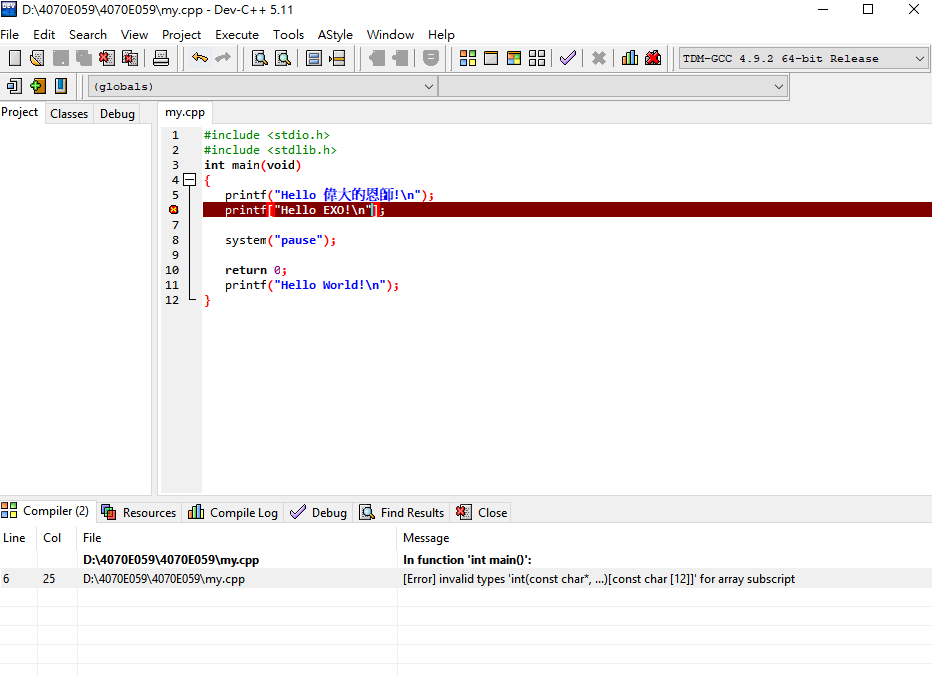 D:\4070E059\4070E059\my.cpp - Dev-C++ 5.11
File Edit Search View Project Execute Tools AStyle Window Help
TDM-GCC 4.9.2 64-bit Release
(globals)
Project Classes Debug
my.cpp
1 #include <stdio.h>
2 #include <stdlib.h>
3 int main(void)
4 {
5 printf("Hello 偉大的恩師!\n");
printf["Hello EXO!\n"];
7
8 system("pause");
9
10 return 0;
11 printf("Hello World!\n");
12 }
Compiler (2) Resources Compile Log Debug Find Results Close
Line Col File Message
D:\4070E059\4070E059\my.cpp In function 'int main()':
6 25 D:\4070E059\4070E059\my.cpp [Error] invalid types 'int(const char*, ...)[const char [12]]' for array subscript